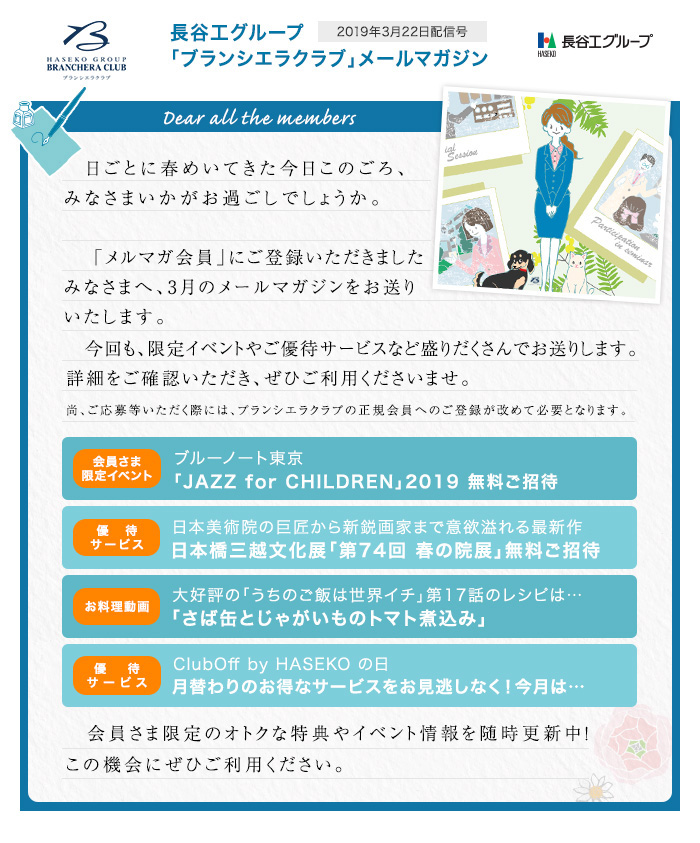 HASEKO GROUP
BRANCHERA CLUB
ブランシエラクラブ
長谷工グループ
2019年3月22日配信号
「ブランシエラクラブ」メールマガジン
HASEKO
長谷工グループ
Dear all the members
ial
Session
Participation
in seminar
日ごとに春めいてきた今日このごろ、
みなさまいかがお過ごしでしょうか。
「メルマガ会員」にご登録いただきました
みなさまへ、3月のメールマガジンをお送り
いたします。
今回も、限定イベントやご優待サービスなど盛りだくさんでお送りします。
詳細をご確認いただき、ぜひご利用くださいませ。
尚、ご応募等いただく際には、ブランシエラクラブの正規会員へのご登録が改めて必要となります。
会員さま
限定イベント
ブルーノート東京
「JAZZ for CHILDREN」2019 無料ご招待
優 待
サービス
日本美術院の巨匠から新鋭画家まで意欲溢れる最新作
日本橋三越文化展「第74回 春の院展」無料ご招待
お料理動画
大好評の「うちのご飯は世界イチ」第17話のレシピは…
「さば缶とじゃがいものトマト煮込み」
優 待
サービス
ClubOff by HASEKO の日
月替わりのお得なサービスをお見逃しなく！今月は…
会員さま限定のオトクな特典やイベント情報を随時更新中!
この機会にぜひご利用ください。